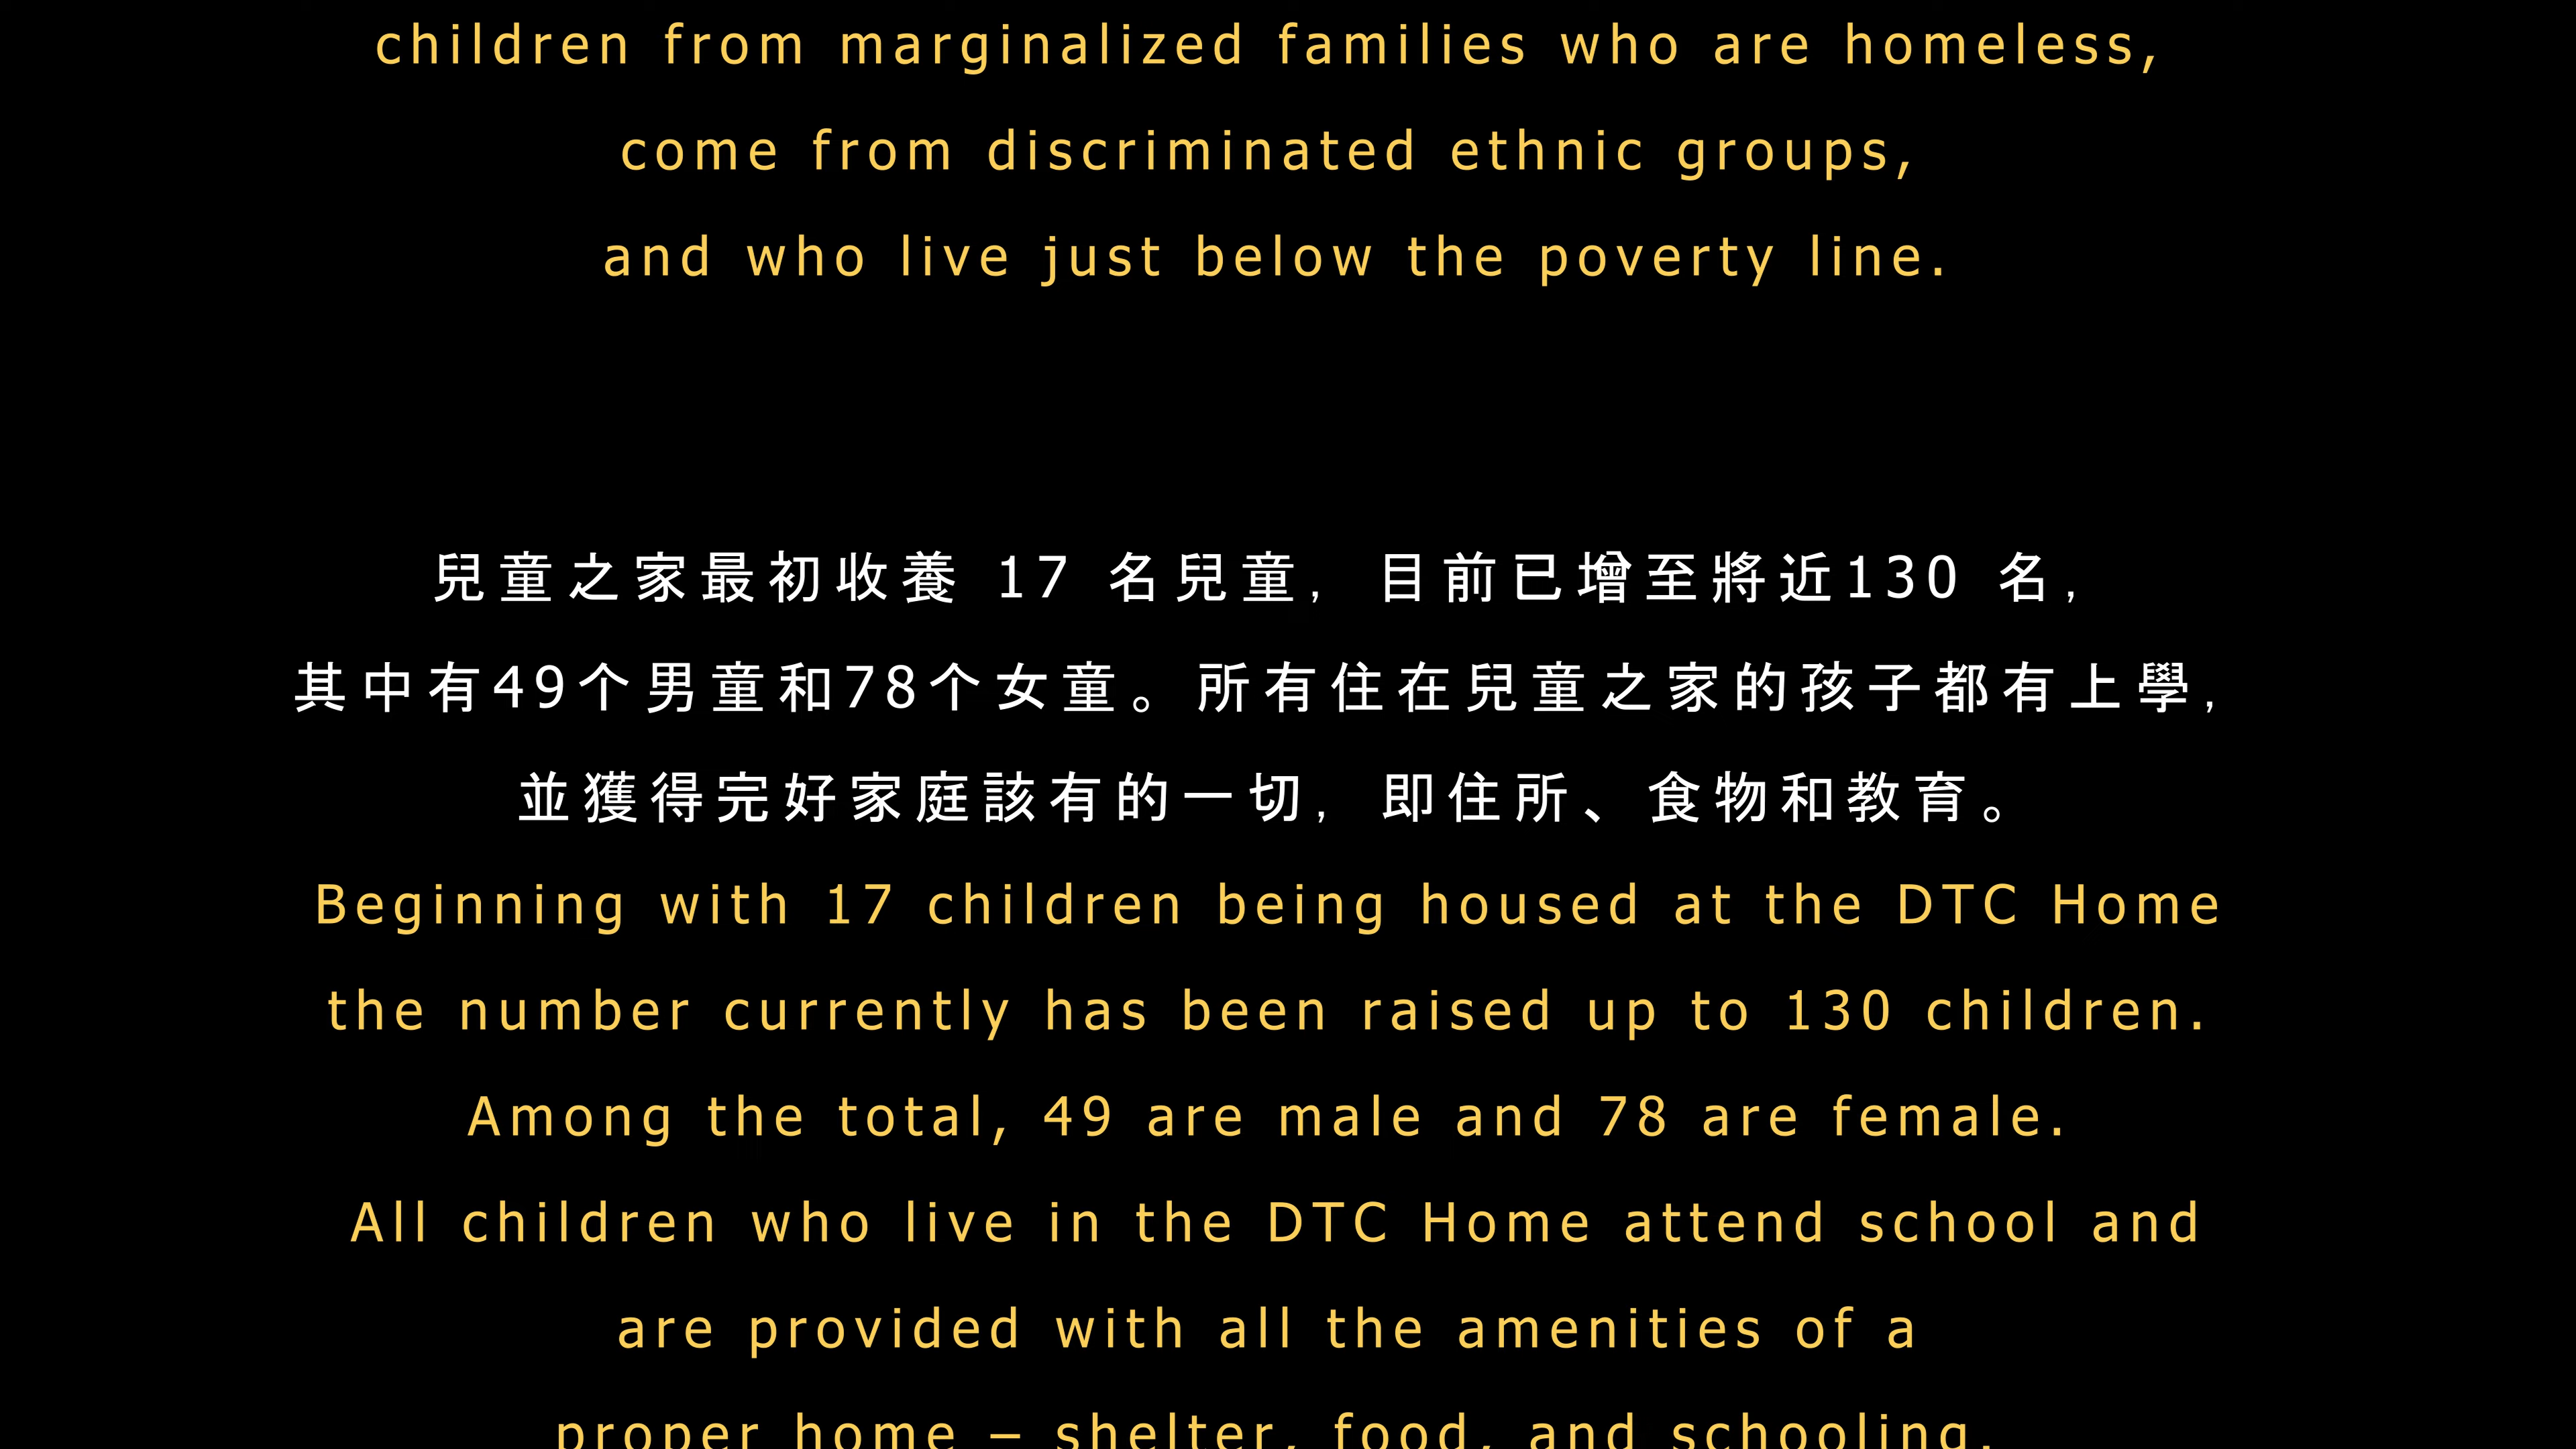 children from marginalized families who are homeless,
come from discriminated ethnic groups,
and who live just below the poverty line.
兒童之家最初收養 17 名兒童, 目前已增至將近130 名,
其中有49个男童和78个女童。所有住在兒童之家的孩子都有上學,
並獲得完好家庭該有的一切, 即住所、食物和教育。
Beginning with 17 children being housed at the DTC Home
the number currently has been raised up to 130 children.
Among the total, 49 are male and 78 are female.
All children who live in the DTC Home attend school and
are provided with all the amenities of a
proper home – shelter, food, and schooling.